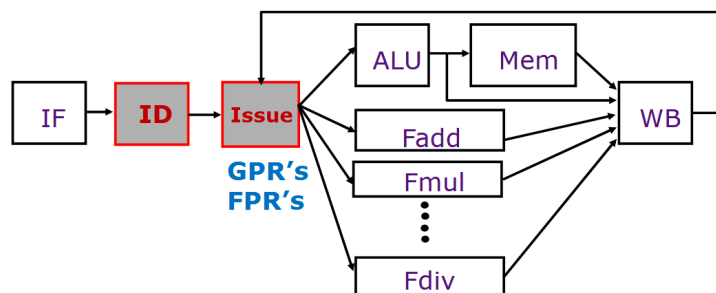 ALU
Mem
IF
ID
Issue
WB
Fadd
GPR's
FPR's
Fmul
Fdiv